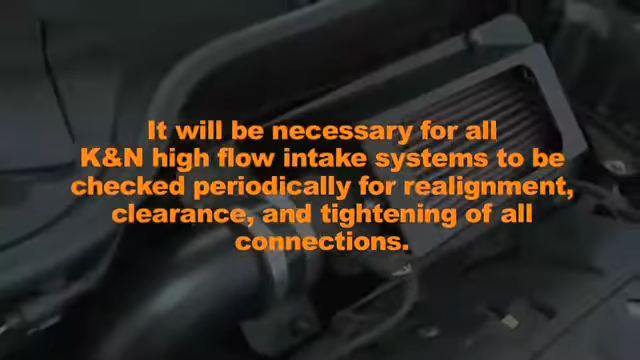 It will be necessary for all
K&N high flow intake systems to be
checked periodically for realignment,
clearance, and tightening of all
connections.